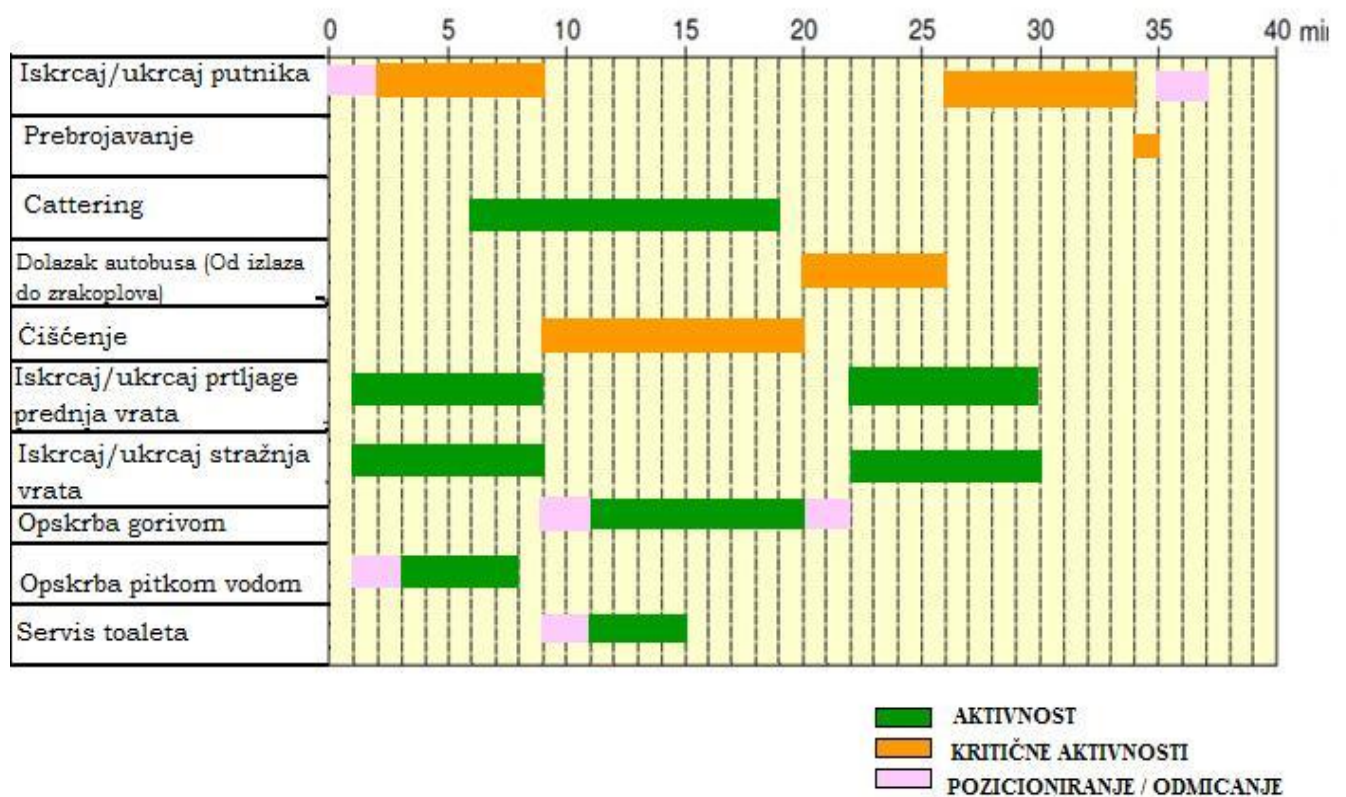 0 5 10 15 20 25 30 35 40 mi
Iskrcaj/ukrcaj putnika
Prebrojavanje
Cattering
Dolazak autobusa (Od izlaza
do zrakoplova)
Čišćenje
Iskrcaj/ukrcaj prtljage
prednja vrata
Iskrcaj/ukrcaj stražnja
vrata
Opskrba gorivom
Opskrba pitkom vodom
Servis toaleta
AKTIVNOST
KRITIČNE AKTIVNOSTI
POZICIONIRANJE / ODMICANJE